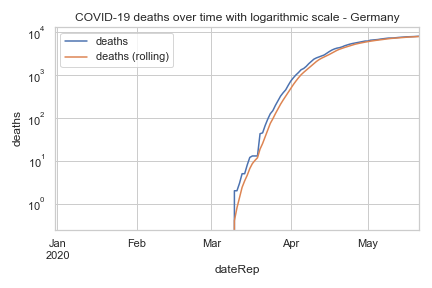 COVID-19 deaths over time with logarithmic scale - Germany
deaths
deaths (rolling)
10⁴
10³
10²
10¹
10⁰
deaths
Jan
2020
Feb
Mar
Apr
May
dateRep